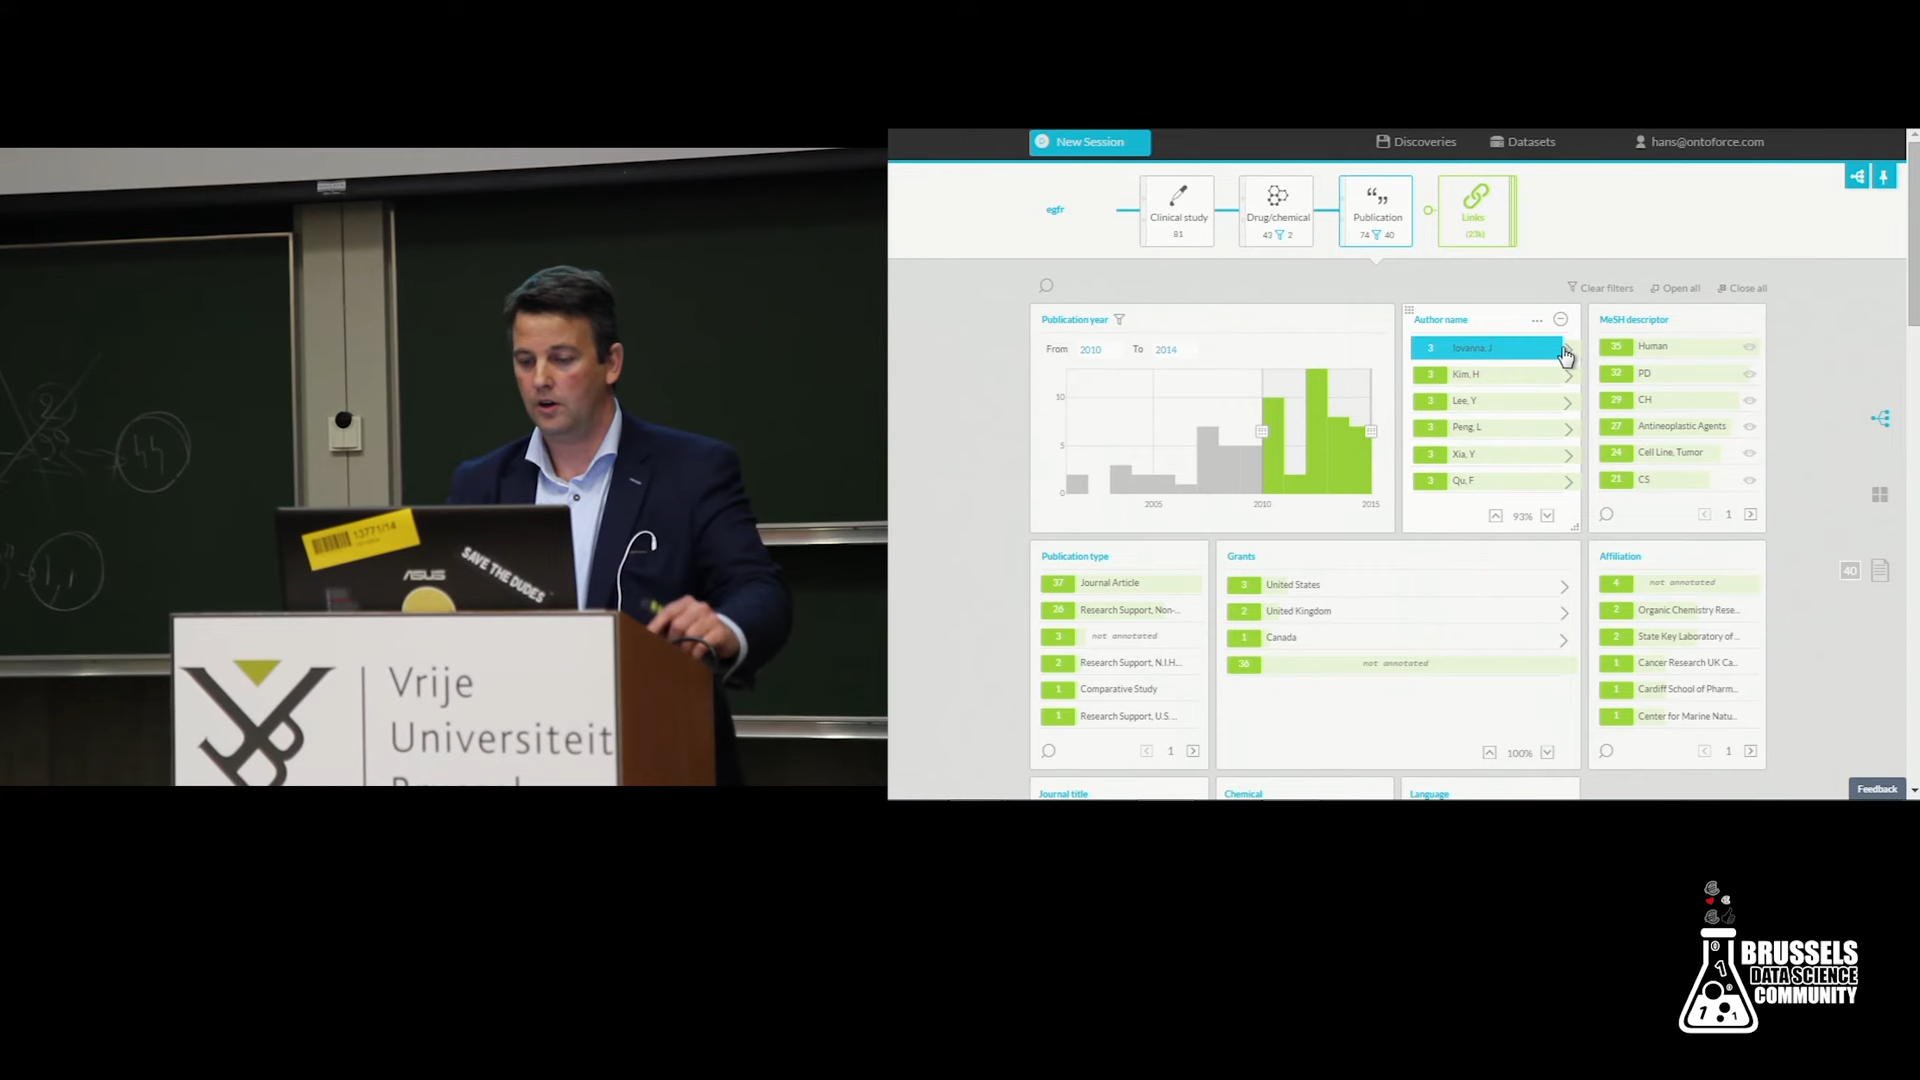 New Session
Discoveries
Datasets
hans@ontoforce.com
egfr
Clinical study
81
Drug/chemical
43 2
Publication
74 40
Links
(23k)
Clear filters
Open all
Close all
Publication year
From 2010 To 2014
10
5
0
2005
2010
2015
Author name
...
3 Iovanna, J
3 Kim, H
3 Lee, Y
3 Peng, L
3 Xia, Y
3 Qu, F
93%
MeSH descriptor
35 Human
32 PD
29 CH
27 Antineoplastic Agents
24 Cell Line, Tumor
21 CS
1
Publication type
37 Journal Article
26 Research Support, Non-...
3 not annotated
2 Research Support, N.I.H...
1 Comparative Study
1 Research Support, U.S....
1
Grants
3 United States
2 United Kingdom
1 Canada
36 not annotated
100%
Affiliation
4 not annotated
2 Organic Chemistry Rese...
2 State Key Laboratory of...
1 Cancer Research UK Ca...
1 Cardiff School of Pharm...
1 Center for Marine Natu...
1
40
Journal title
Chemical
Language
Feedback
13771/14
ASUS
SAVE THE DUDES
Vrije
Universiteit
BRUSSELS
DATA SCIENCE
COMMUNITY